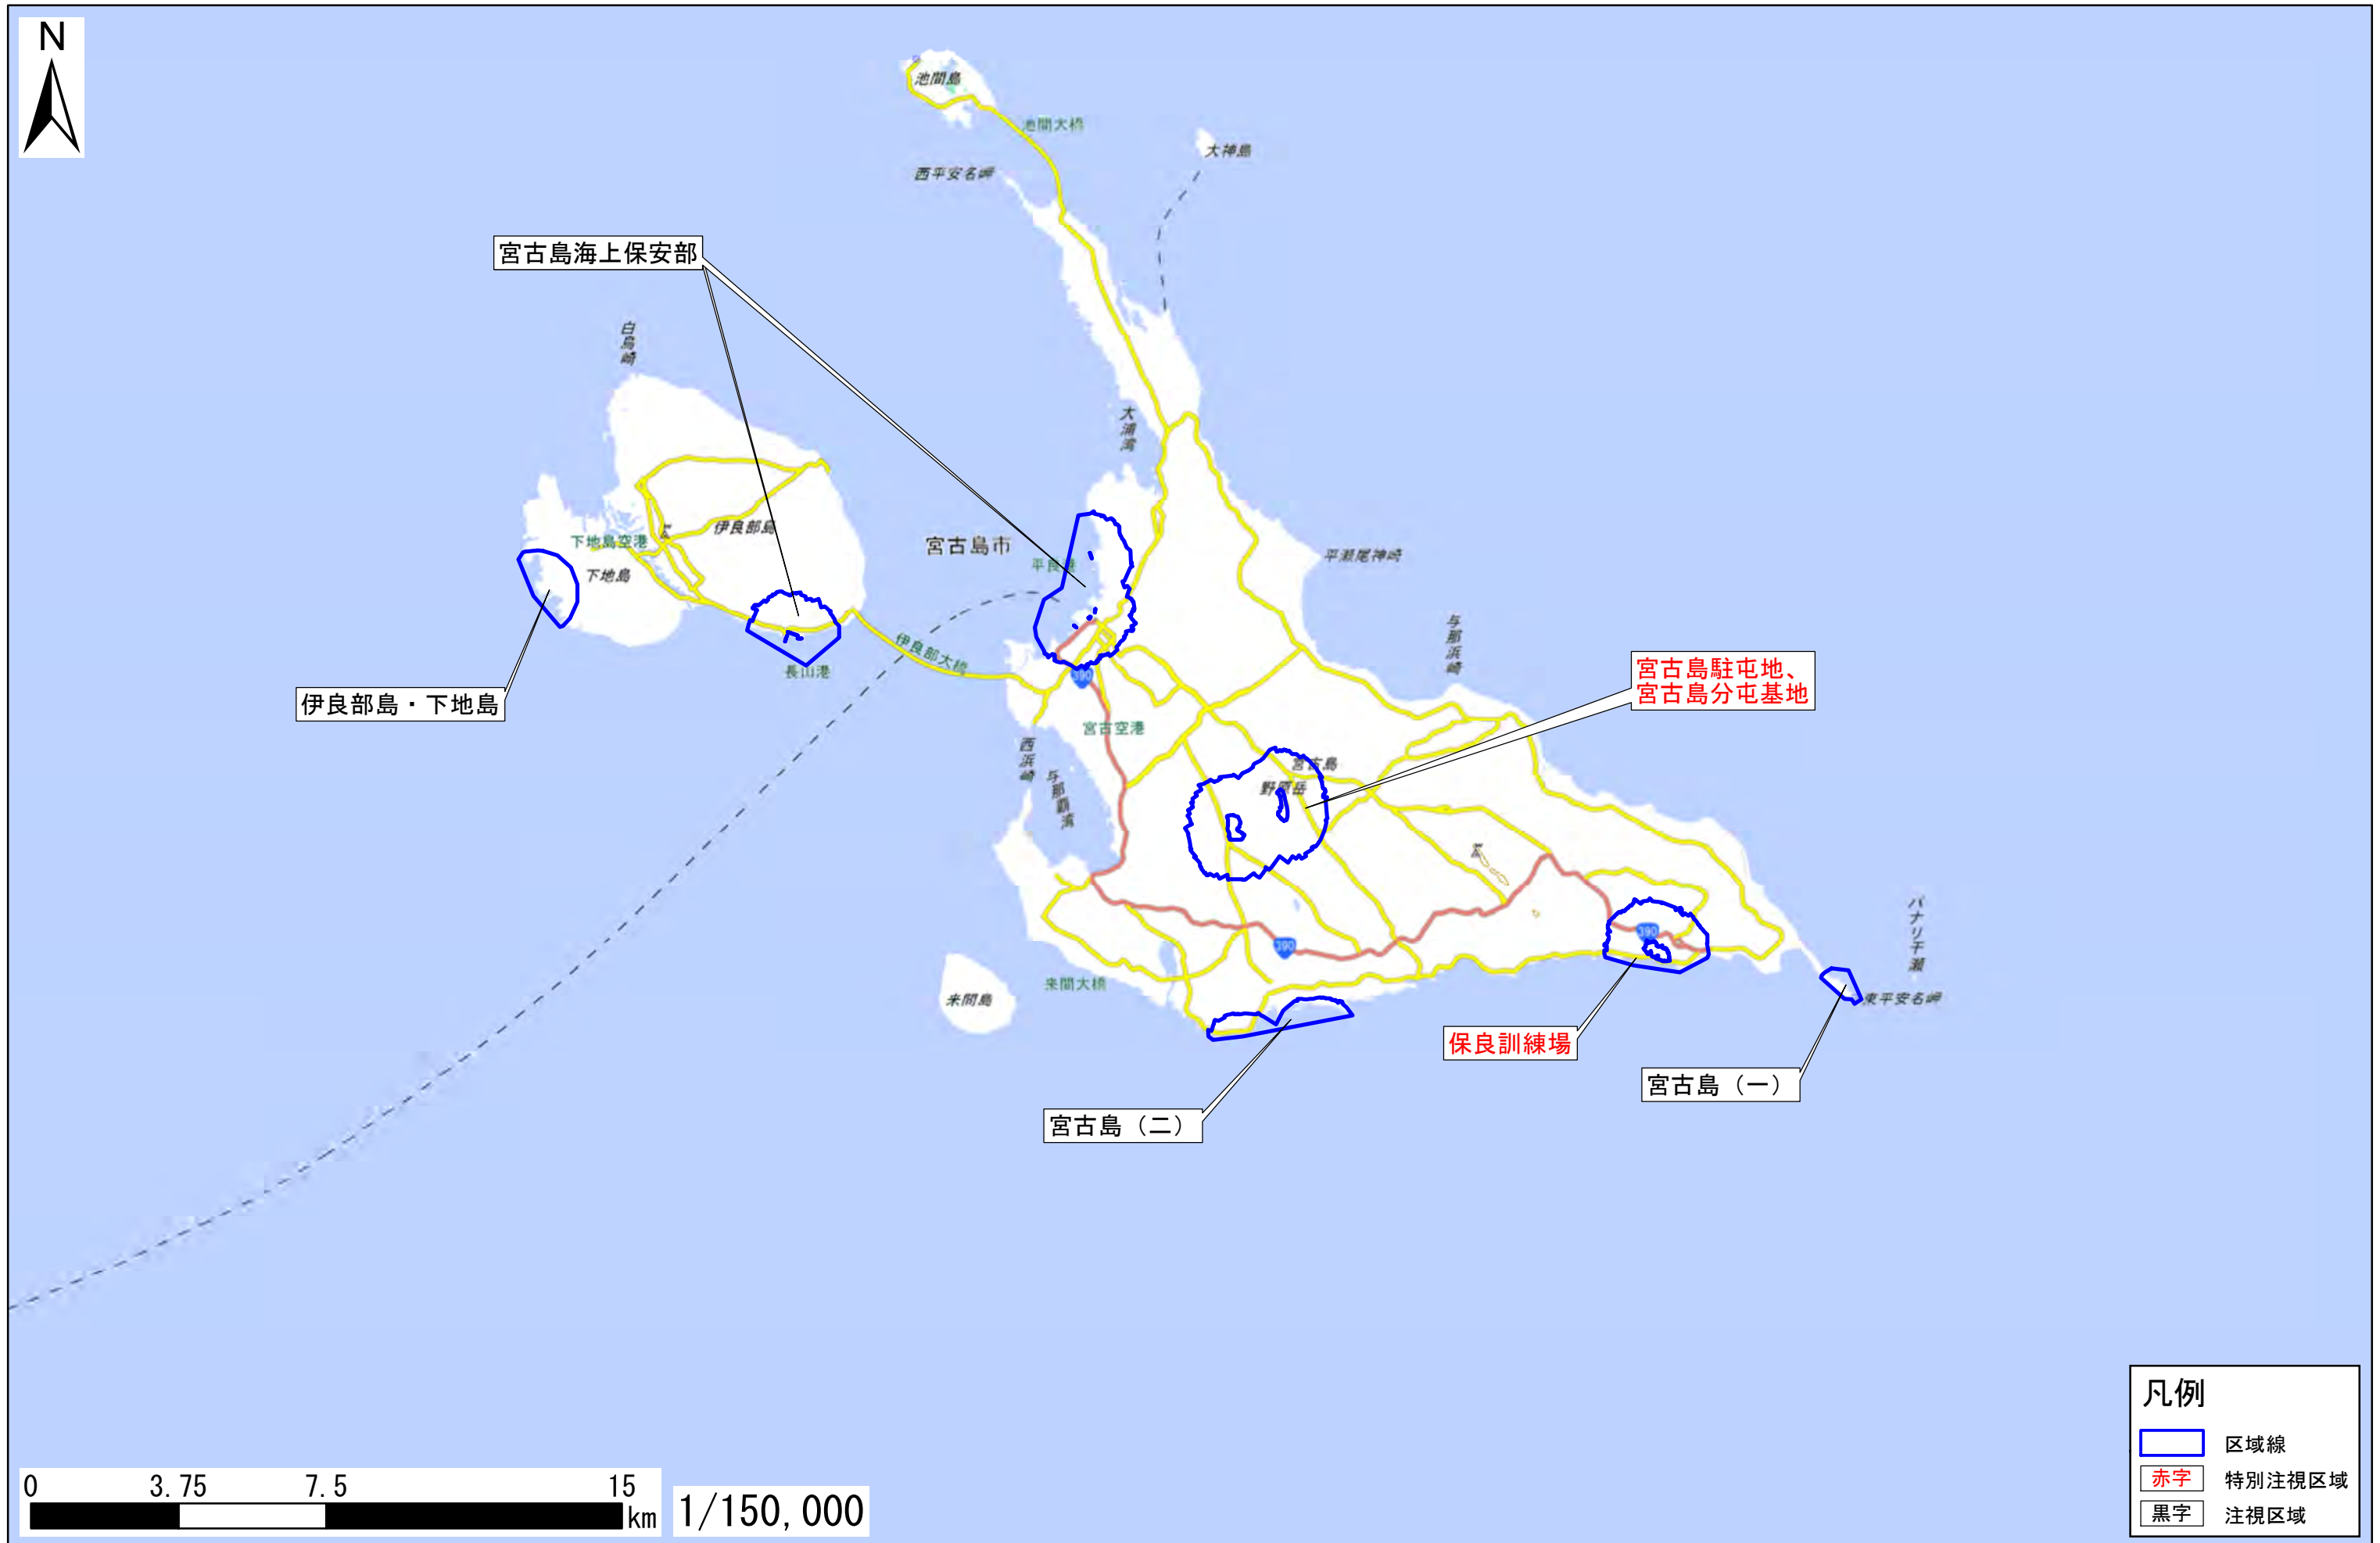 N
池間島
池間大橋
大神島
西平安名岬
宮古島海上保安部
白鳥崎
大浦湾
伊良部島
宮古島市
下地島空港
平良港
平瀬尾神崎
下地島
与那浜崎
伊良部大橋
長山港
宮古島駐屯地、
宮古島分屯基地
390
伊良部島・下地島
宮古空港
西浜崎
宮古島
与那覇湾
野原岳
パナリ干瀬
390
390
来間大橋
来間島
東平安名岬
保良訓練場
宮古島（一）
宮古島（二）
凡例
区域線
赤字 特別注視区域
黒字 注視区域
0 3.75 7.5 15
km
1/150,000